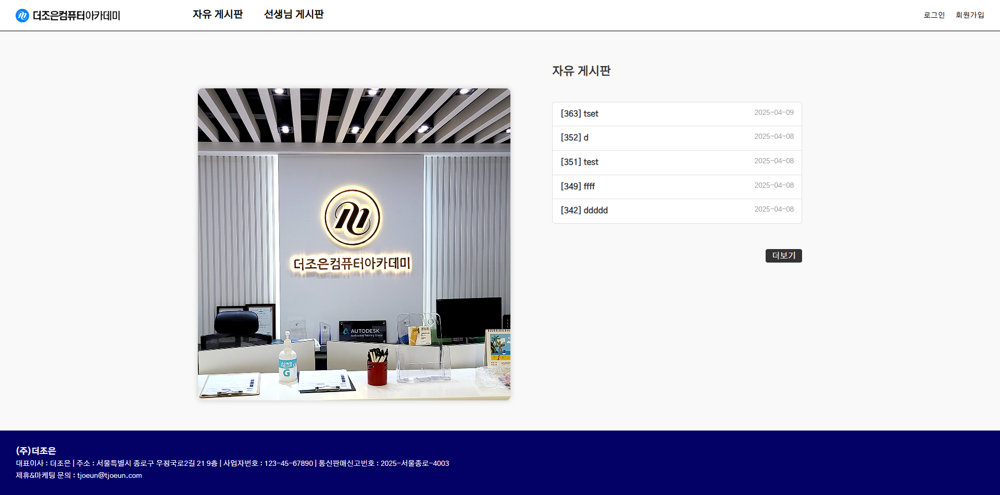 더조은컴퓨터아카데미
자유 게시판
선생님 게시판
로그인
회원가입
더조은컴퓨터아카데미
AUTODESK
Authorized Training Center
G
자유 게시판
[363] tset 2025-04-09
[352] d 2025-04-08
[351] test 2025-04-08
[349] ffff 2025-04-08
[342] ddddd 2025-04-08
더보기
(주)더조은
대표이사 : 더조은 | 주소 : 서울특별시 종로구 우정국로2길 21 9층 | 사업자번호 : 123-45-67890 | 통신판매신고번호 : 2025-서울종로-4003
제휴&마케팅 문의 : tjoeun@tjoeun.com